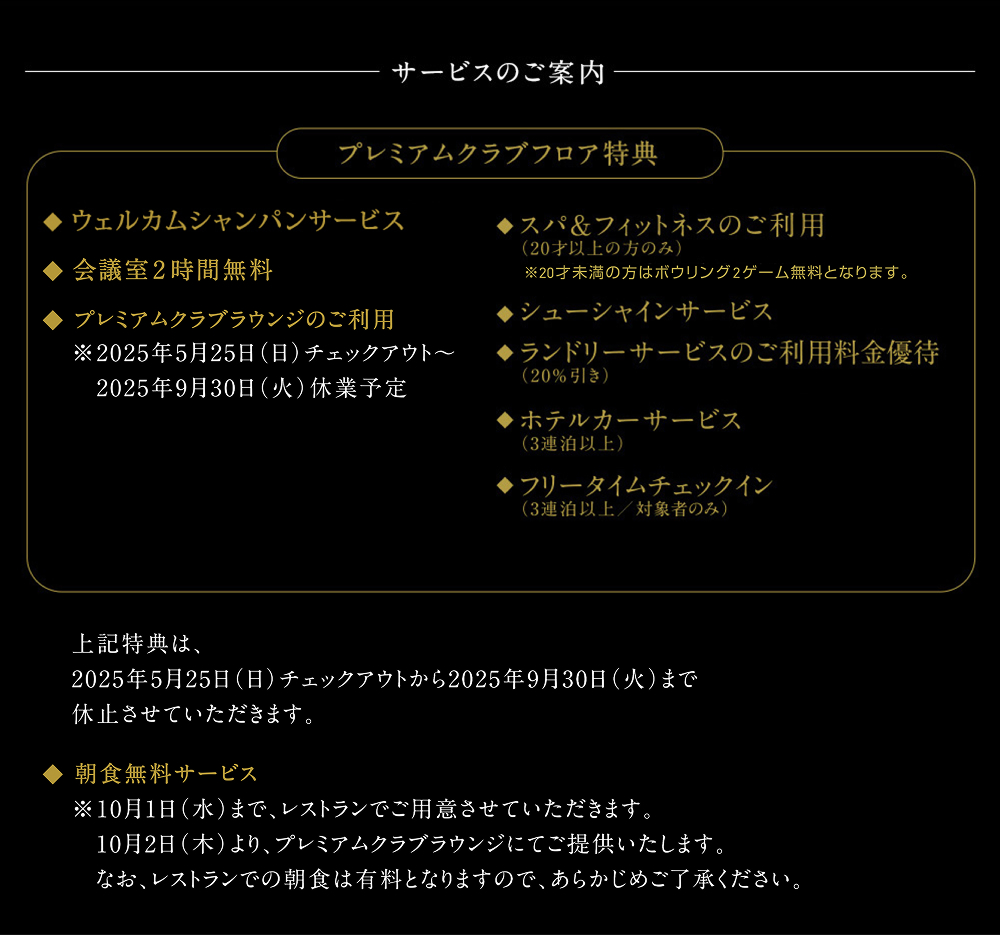 サービスのご案内
プレミアムクラブフロア特典
◆ ウェルカムシャンパンサービス
◆ 会議室2時間無料
◆ プレミアムクラブラウンジのご利用
※2025年5月25日(日)チェックアウト〜
2025年9月30日(火)休業予定
◆ スパ&フィットネスのご利用
(20才以上の方のみ)
※20才未満の方はボウリング2ゲーム無料となります。
◆ シューシャインサービス
◆ ランドリーサービスのご利用料金優待
(20%引き)
◆ ホテルカーサービス
(3連泊以上)
◆ フリータイムチェックイン
(3連泊以上/対象者のみ)
上記特典は、
2025年5月25日(日)チェックアウトから2025年9月30日(火)まで
休止させていただきます。
◆ 朝食無料サービス
※10月1日(水)まで、レストランでご用意させていただきます。
10月2日(木)より、プレミアムクラブラウンジにてご提供いたします。
なお、レストランでの朝食は有料となりますので、あらかじめご了承ください。